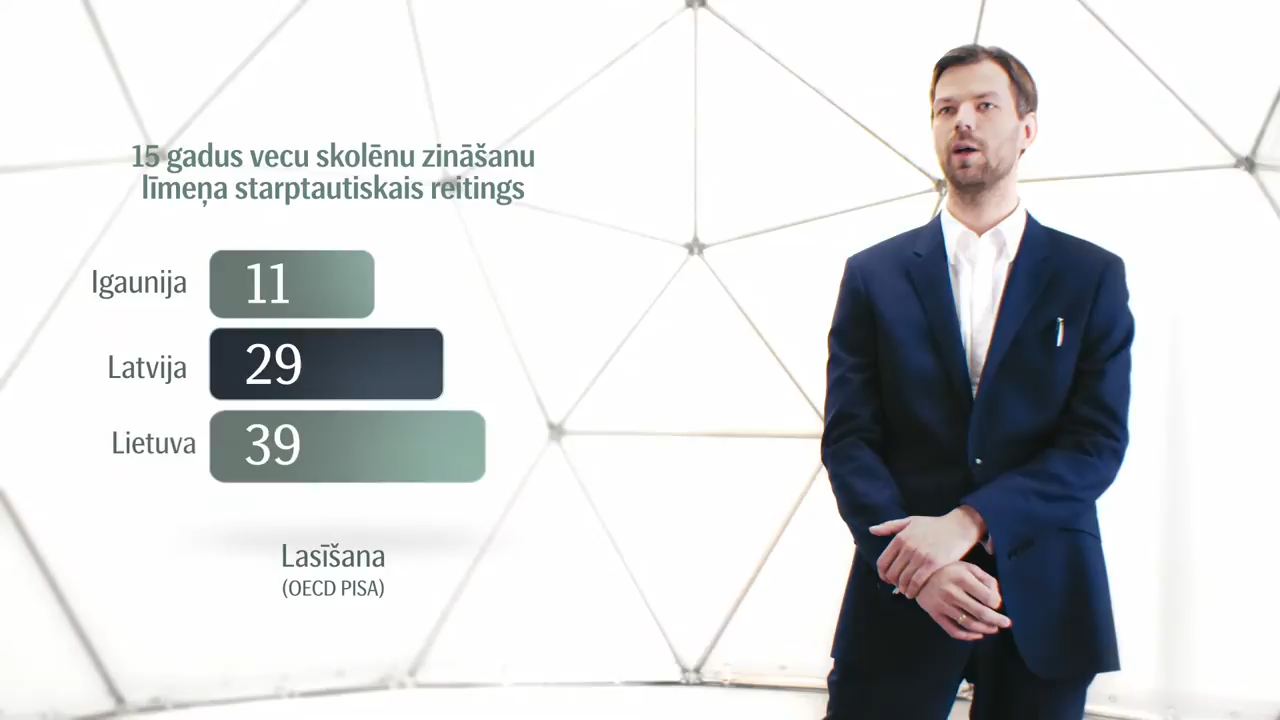 15 gadus vecu skolēnu zināšanu
līmeņa starptautiskais reitings
Igaunija 11
Latvija 29
Lietuva 39
Lasīšana
(OECD PISA)